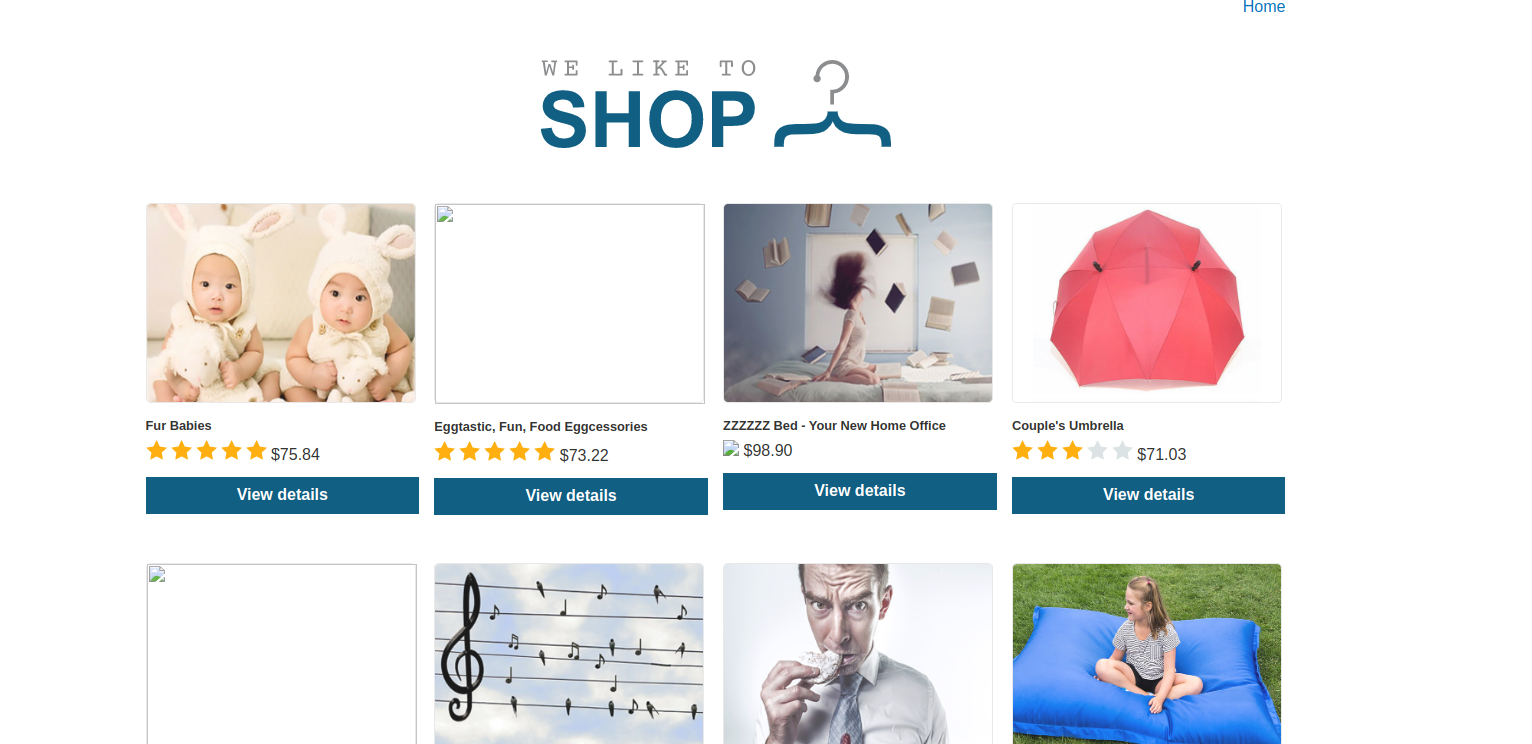 Home
WE LIKE TO
SHOP
Fur Babies
$75.84
View details
Eggtastic, Fun, Food Eggcessories
$73.22
View details
ZZZZZZ Bed - Your New Home Office
$98.90
View details
Couple's Umbrella
$71.03
View details